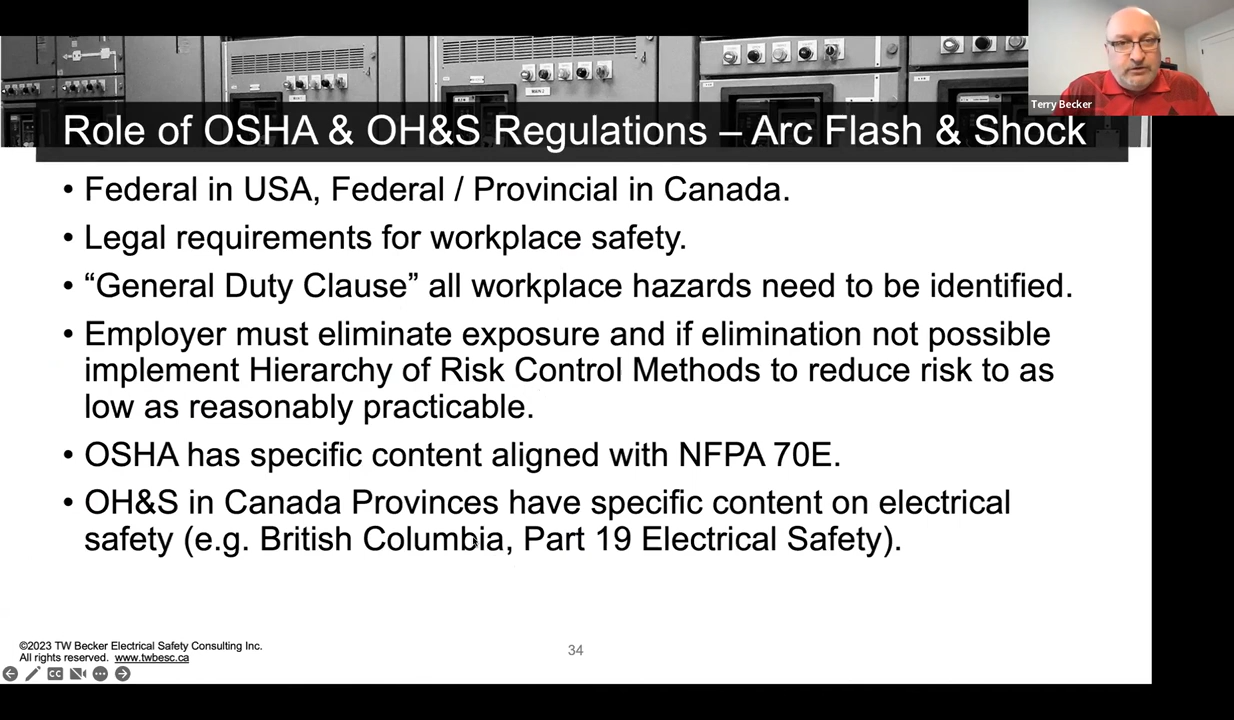 Terry Becker
Role of OSHA & OH&S Regulations – Arc Flash & Shock
• Federal in USA, Federal / Provincial in Canada.
• Legal requirements for workplace safety.
• “General Duty Clause” all workplace hazards need to be identified.
• Employer must eliminate exposure and if elimination not possible
implement Hierarchy of Risk Control Methods to reduce risk to as
low as reasonably practicable.
• OSHA has specific content aligned with NFPA 70E.
• OH&S in Canada Provinces have specific content on electrical
safety (e.g. British Columbia, Part 19 Electrical Safety).
©2023 TW Becker Electrical Safety Consulting Inc.
All rights reserved. www.twbesc.ca
34
CC